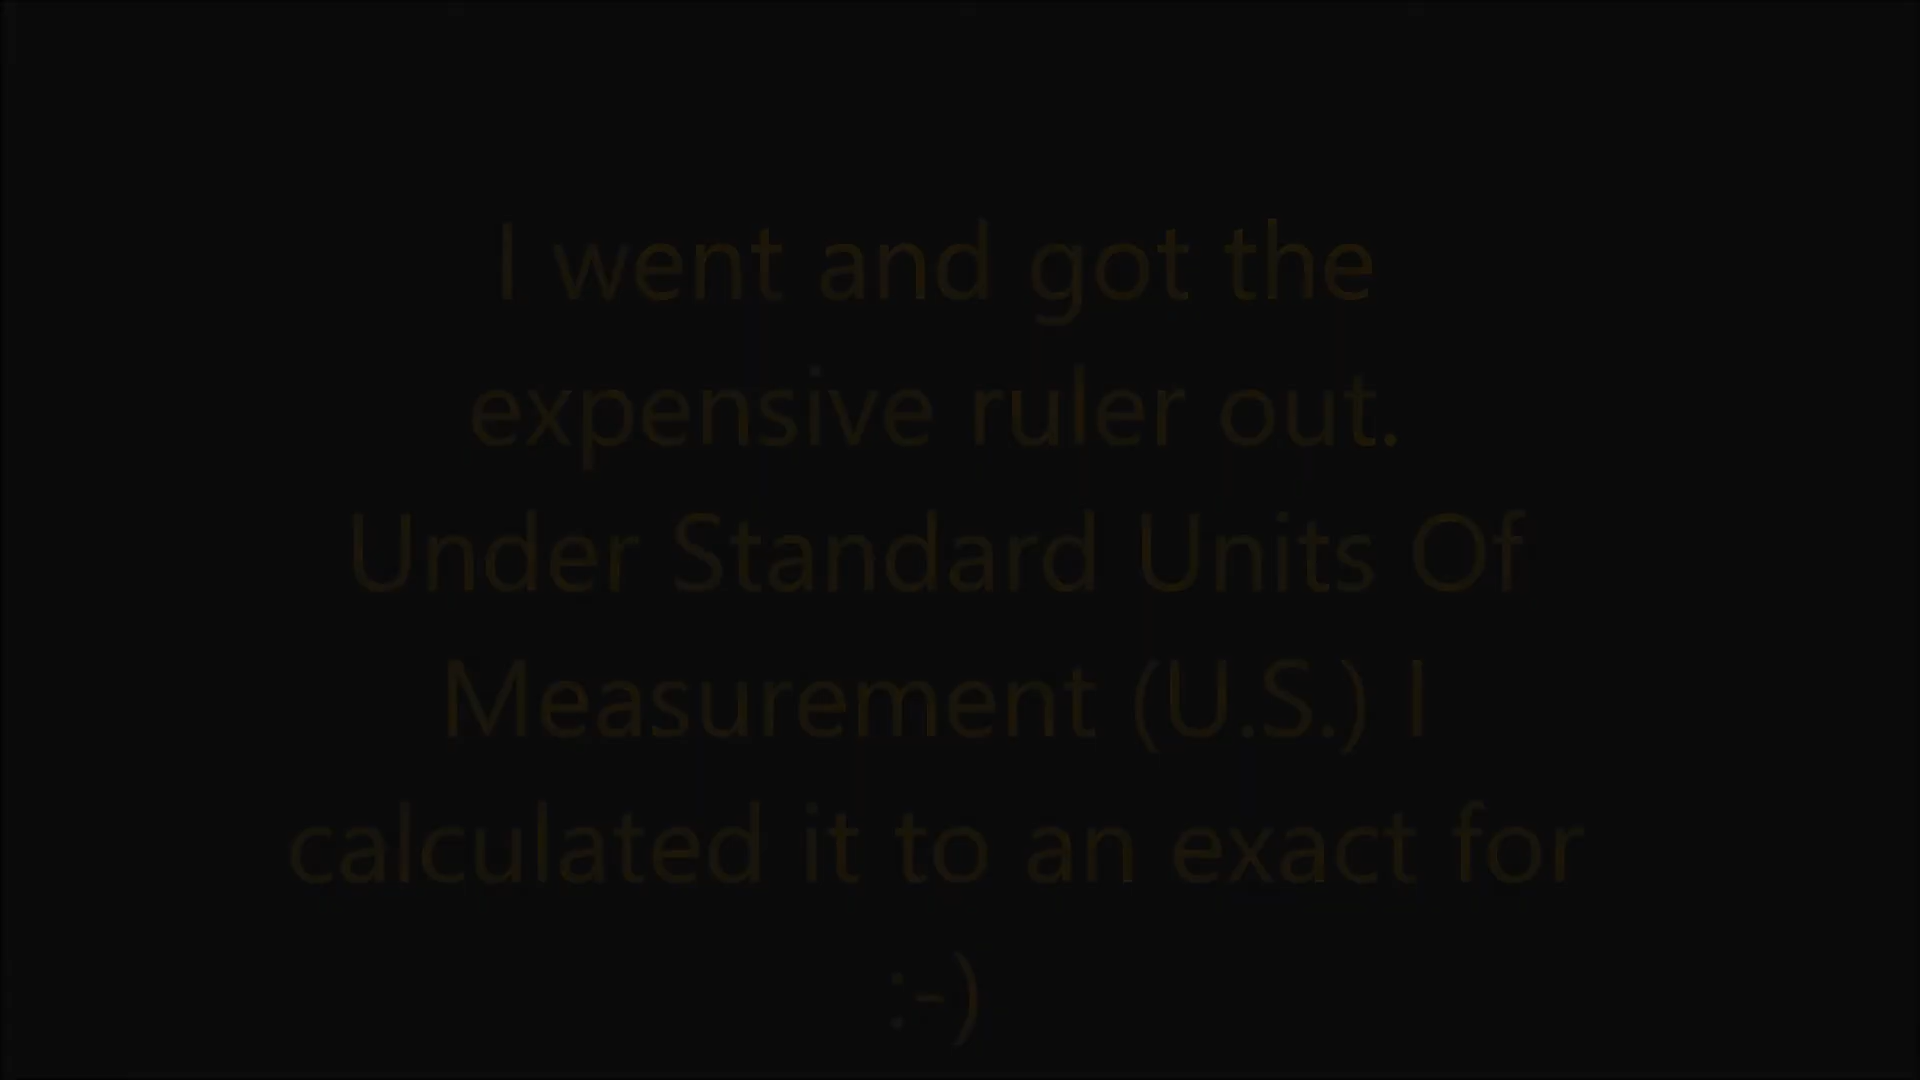 I went and got the
expensive ruler out.
Under Standard Units Of
Measurement (U.S.) I
calculated it to an exact for
:-)